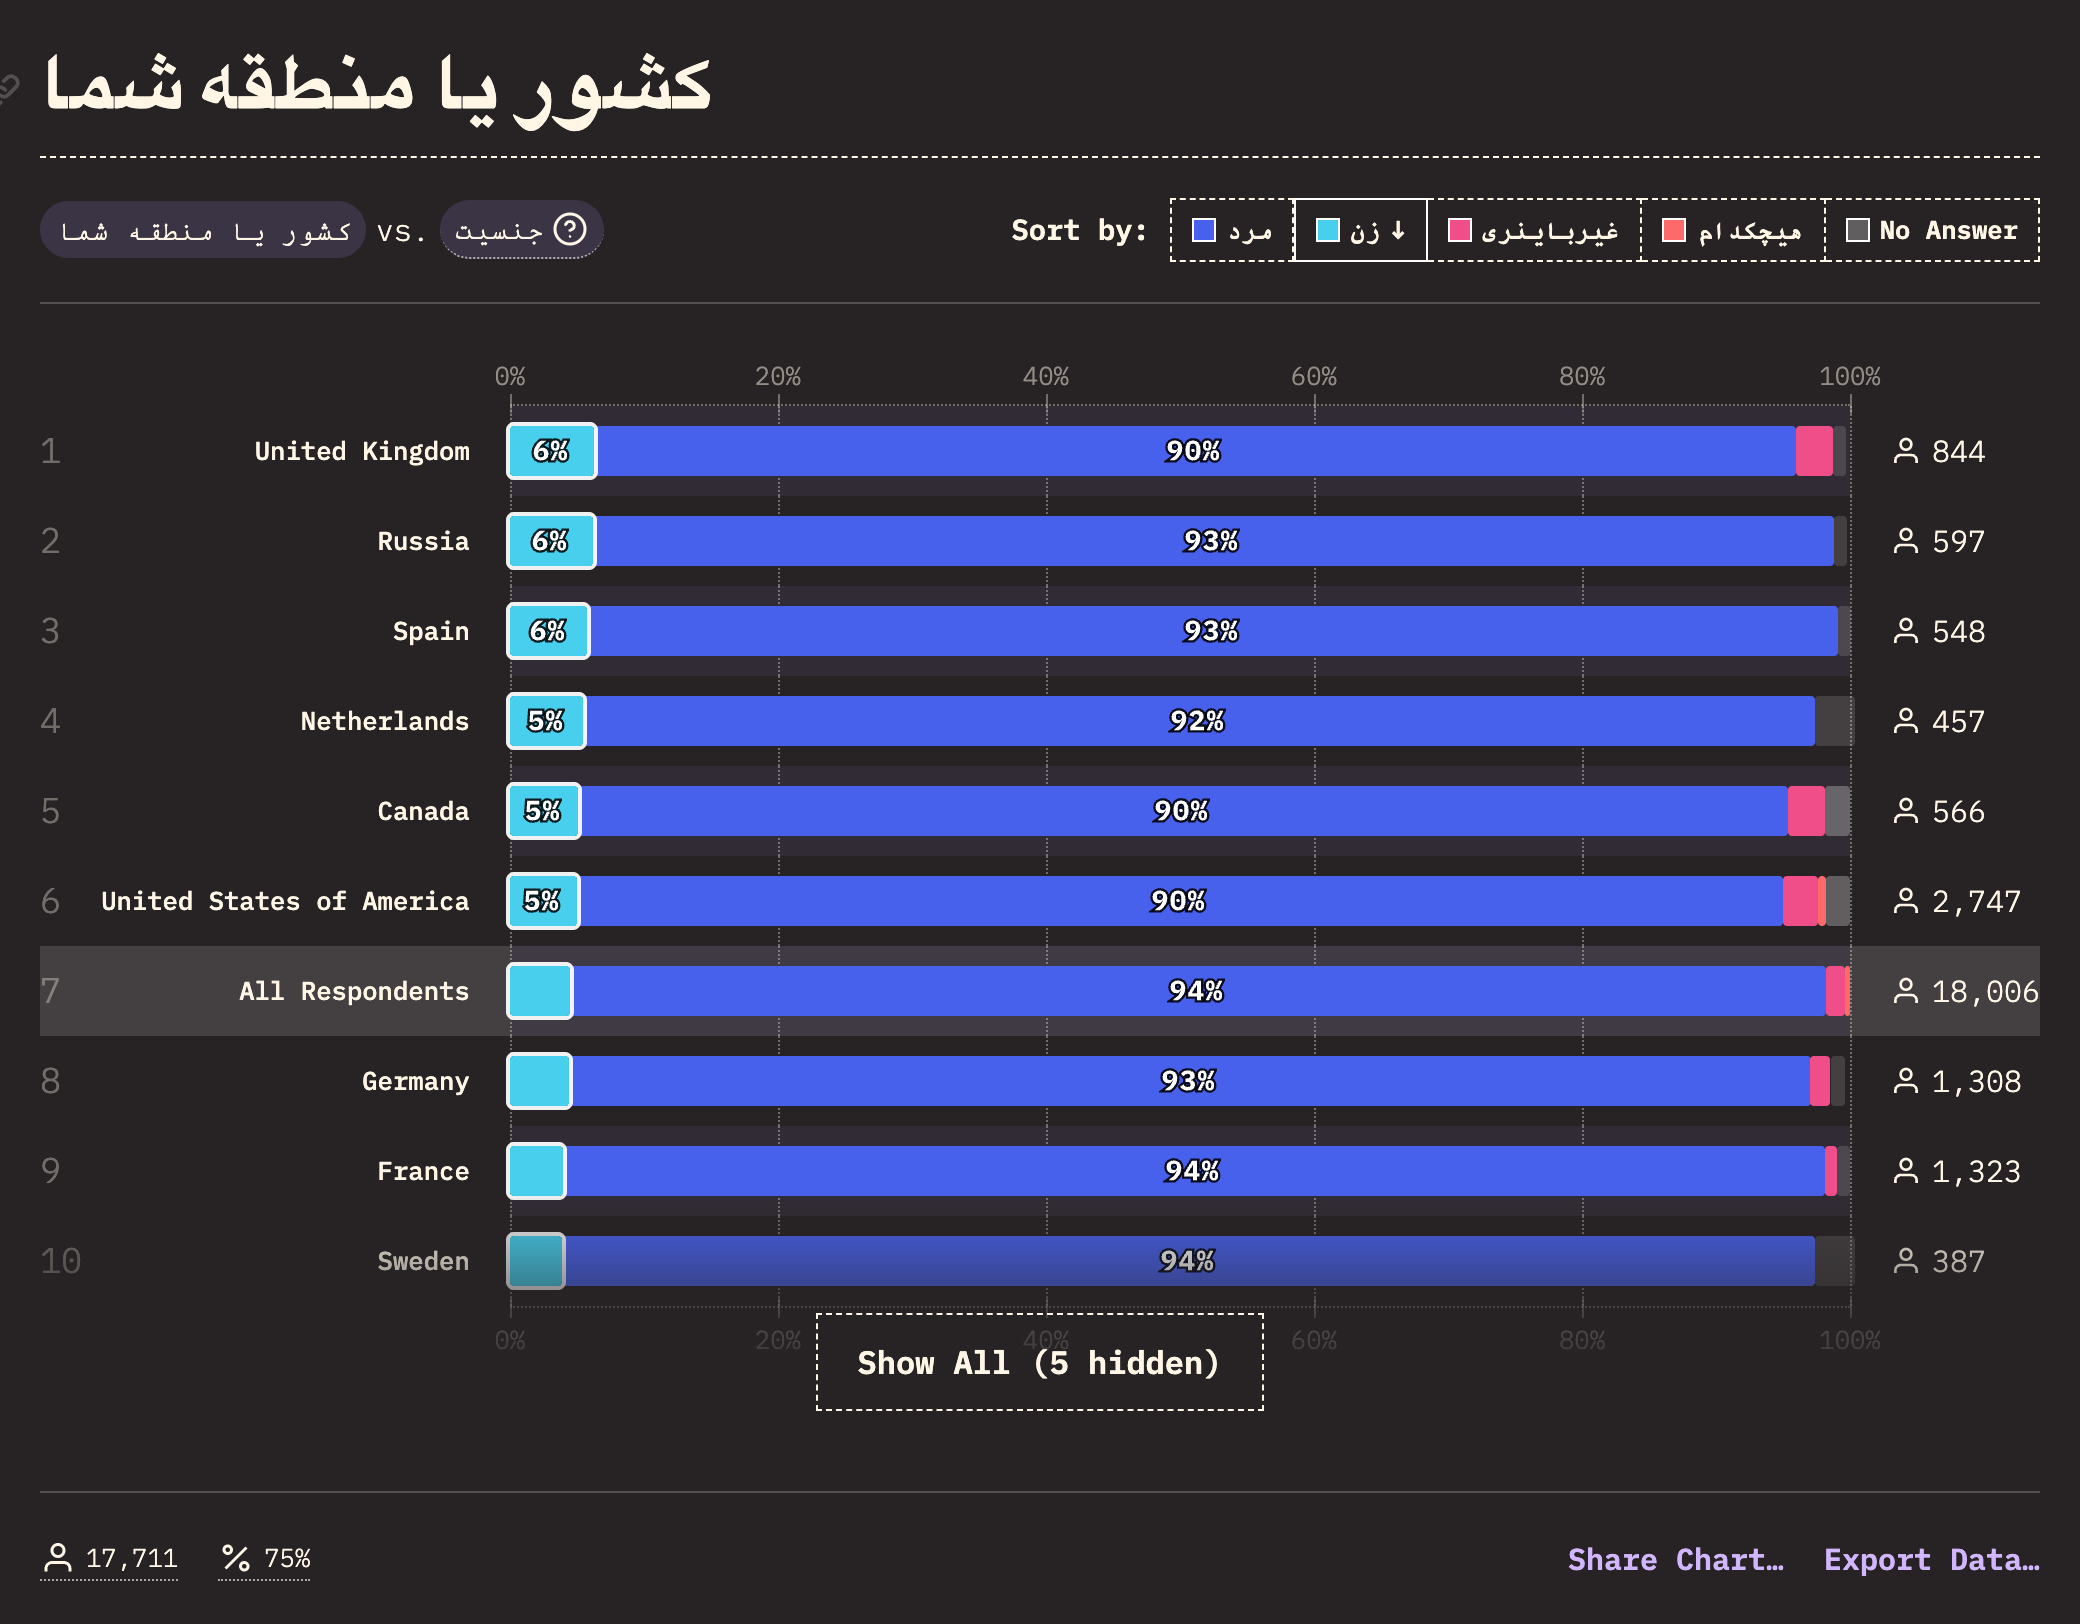 کشور یا منطقه شما
کشور یا منطقه شما vs. جنسیت
Sort by: مرد زن ↓ غیرباینری هیچکدام No Answer
0% 20% 40% 60% 80% 100%
1 United Kingdom 6% 90% 844
2 Russia 6% 93% 597
3 Spain 6% 93% 548
4 Netherlands 5% 92% 457
5 Canada 5% 90% 566
6 United States of America 5% 90% 2,747
7 All Respondents 94% 18,006
8 Germany 93% 1,308
9 France 94% 1,323
10 Sweden 94% 387
0% 20% 40% 60% 80% 100%
Show All (5 hidden)
17,711 75% Share Chart… Export Data…